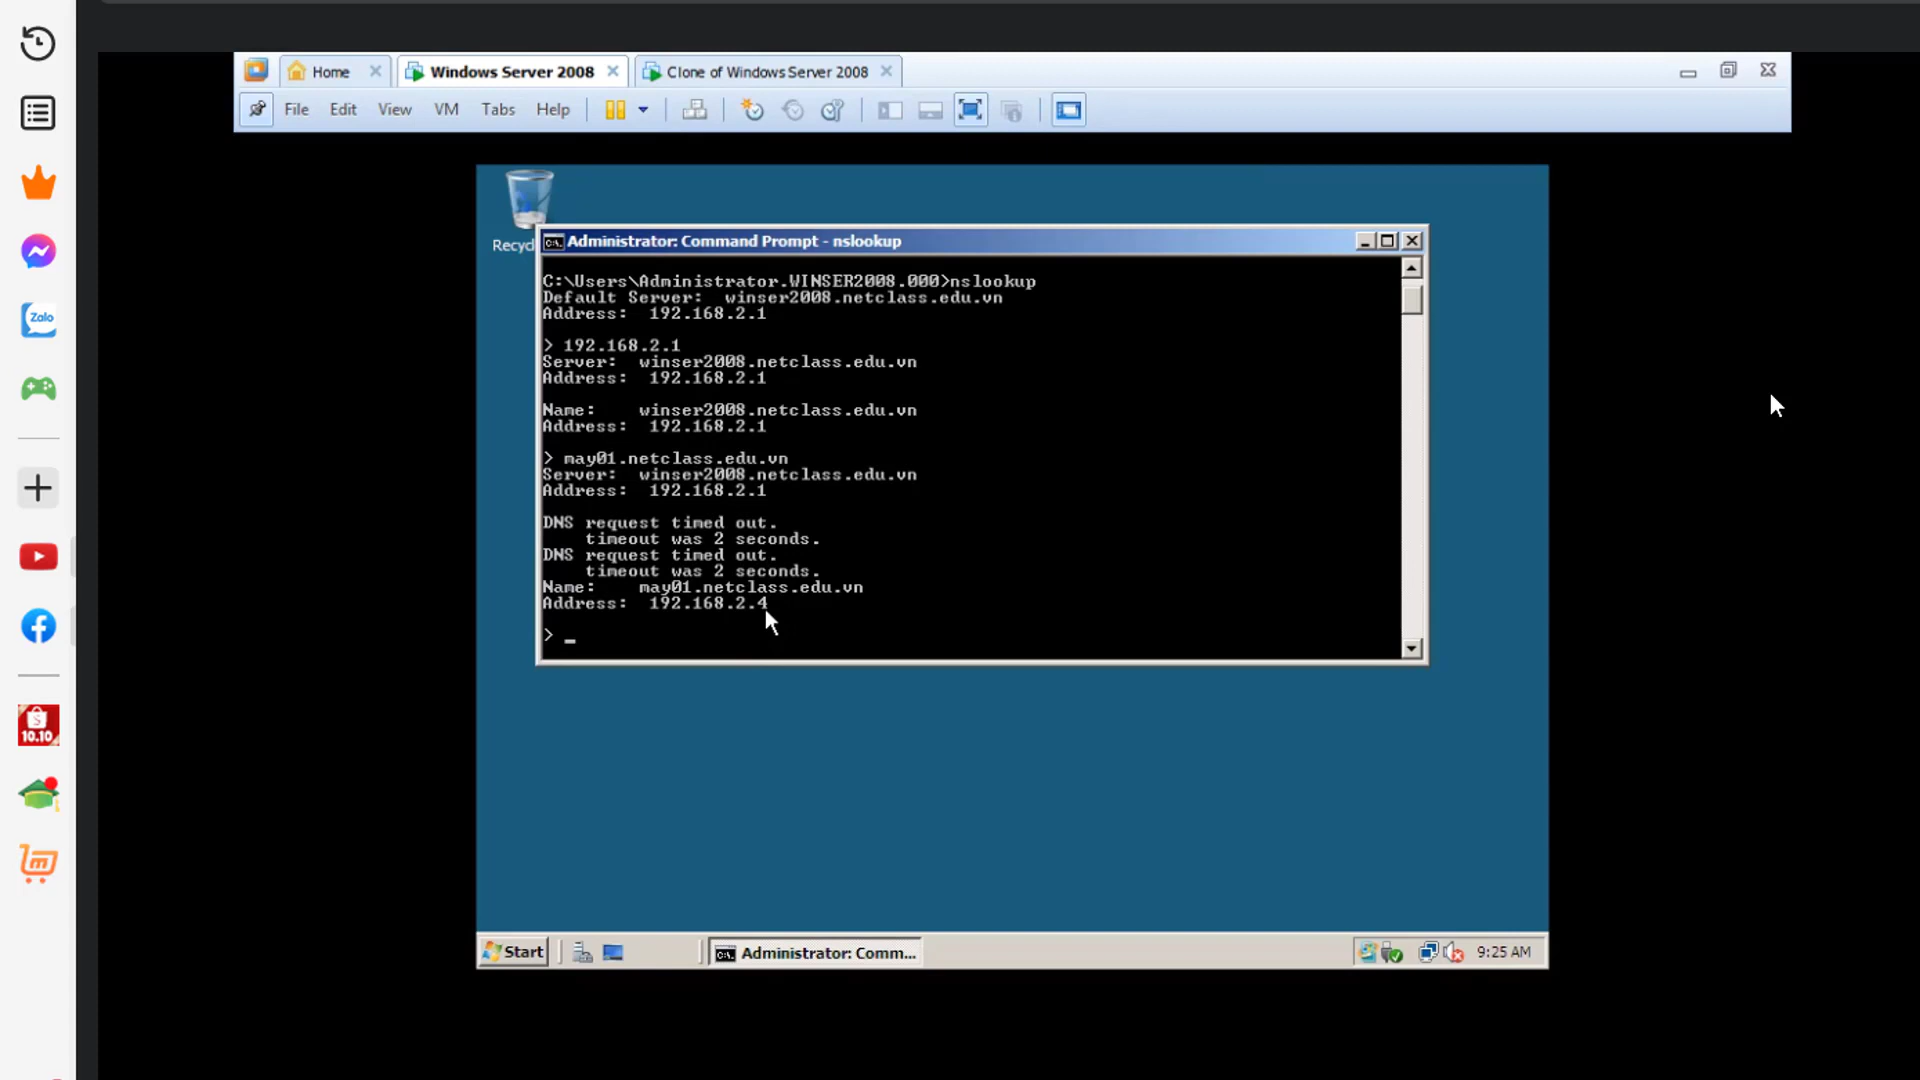 Home
Windows Server 2008
Clone of Windows Server 2008
File Edit View VM Tabs Help
Administrator: Command Prompt - nslookup
C:\Users\Administrator.WINSER2008.000>nslookup
Default Server:  winser2008.netclass.edu.vn
Address:  192.168.2.1
> 192.168.2.1
Server:  winser2008.netclass.edu.vn
Address:  192.168.2.1
Name:    winser2008.netclass.edu.vn
Address:  192.168.2.1
> may01.netclass.edu.vn
Server:  winser2008.netclass.edu.vn
Address:  192.168.2.1
DNS request timed out.
    timeout was 2 seconds.
DNS request timed out.
    timeout was 2 seconds.
Name:    may01.netclass.edu.vn
Address:  192.168.2.4
> _
Start
Administrator: Comm...
9:25 AM
Zalo
10.10